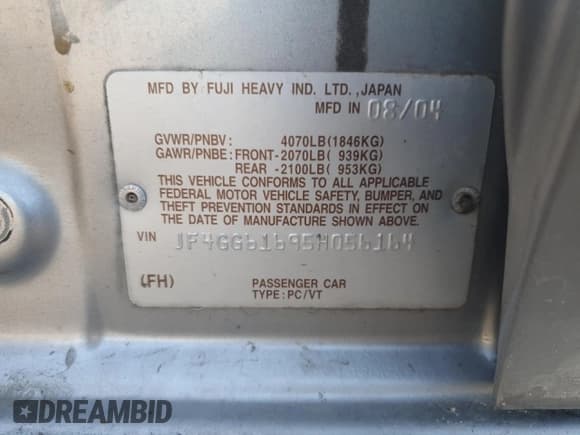 MFD BY FUJI HEAVY IND. LTD.,JAPAN
MFD IN 08/04
GVWR/PNBV: 4070LB(1846KG)
GAWR/PNBE:FRONT-2070LB( 939KG)
REAR -2100LB( 953KG)
THIS VEHICLE CONFORMS TO ALL APPLICABLE
FEDERAL MOTOR VEHICLE SAFETY, BUMPER, AND
THEFT PREVENTION STANDARDS IN EFFECT ON
THE DATE OF MANUFACTURE SHOWN ABOVE.
VIN JF4GG61695H056164
(FH) PASSENGER CAR
TYPE:PC/VT
DREAMBID